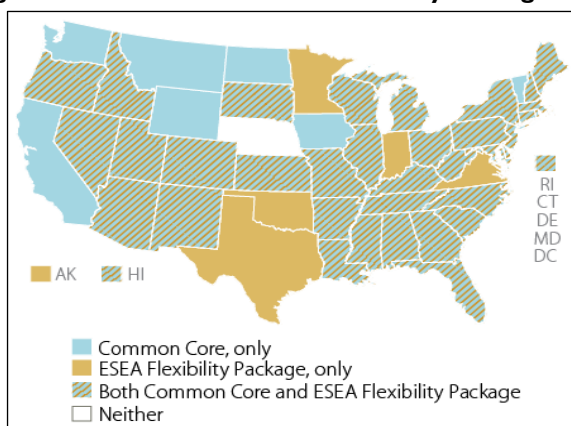 RI
CT
DE
MD
DC
AK
HI
Common Core, only
ESEA Flexibility Package, only
Both Common Core and ESEA Flexibility Package
Neither